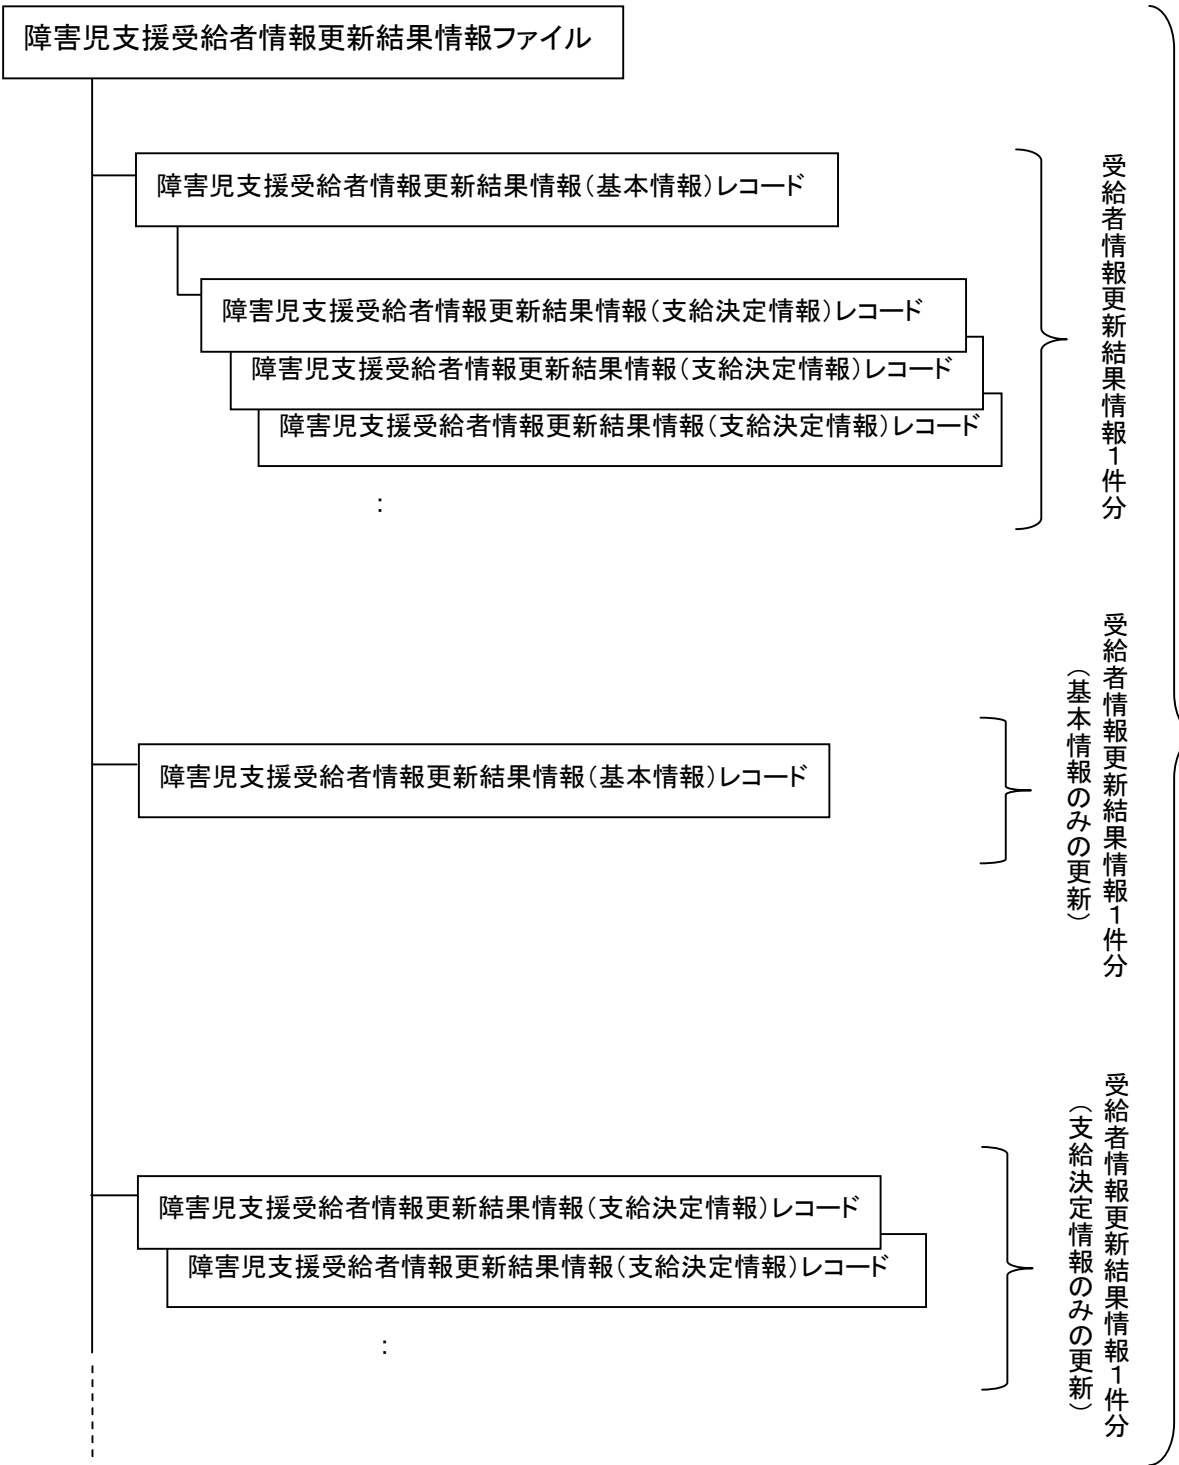 障害児支援受給者情報更新結果情報ファイル
障害児支援受給者情報更新結果情報（基本情報）レコード
障害児支援受給者情報更新結果情報（支給決定情報）レコード
障害児支援受給者情報更新結果情報（支給決定情報）レコード
障害児支援受給者情報更新結果情報（支給決定情報）レコード
：
受給者情報更新結果情報１件分
障害児支援受給者情報更新結果情報（基本情報）レコード
受給者情報更新結果情報１件分
（基本情報のみの更新）
障害児支援受給者情報更新結果情報（支給決定情報）レコード
障害児支援受給者情報更新結果情報（支給決定情報）レコード
：
受給者情報更新結果情報１件分
（支給決定情報のみの更新）